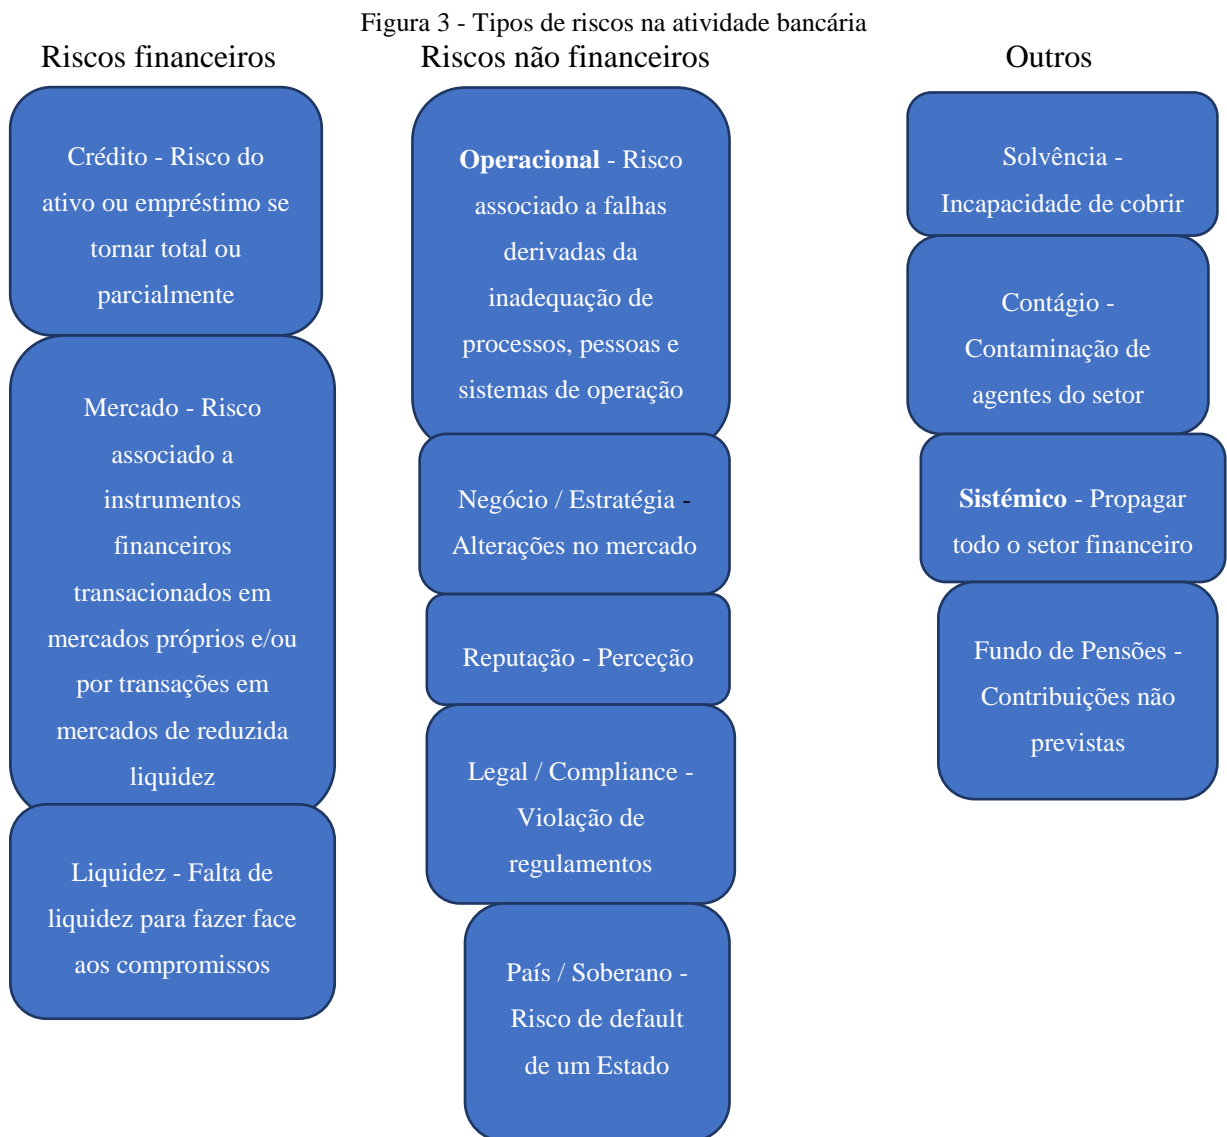 Figura 3 - Tipos de riscos na atividade bancária
Riscos financeiros
Crédito - Risco do
ativo ou empréstimo se
tornar total ou
parcialmente
Mercado - Risco
associado a
instrumentos
financeiros
transacionados em
mercados próprios e/ou
por transações em
mercados de reduzida
liquidez
Liquidez - Falta de
liquidez para fazer face
aos compromissos
Riscos não financeiros
Operacional - Risco
associado a falhas
derivadas da
inadequação de
processos, pessoas e
sistemas de operação
Negócio / Estratégia -
Alterações no mercado
Reputação - Perceção
Legal / Compliance -
Violação de
regulamentos
País / Soberano -
Risco de default
de um Estado
Outros
Solvência -
Incapacidade de cobrir
Contágio -
Contaminação de
agentes do setor
Sistémico - Propagar
todo o setor financeiro
Fundo de Pensões -
Contribuições não
previstas